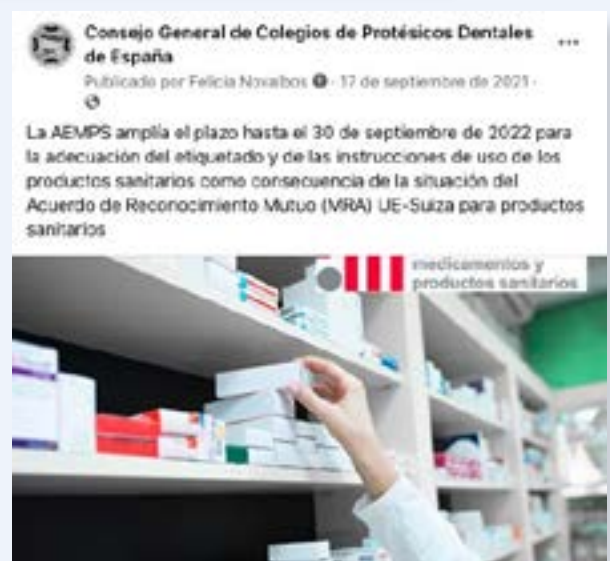 Consejo General de Colegios de Protésicos Dentales
de España
Publicado por Felicia Novalbos · 17 de septiembre de 2021 ·
La AEMPS amplía el plazo hasta el 30 de septiembre de 2022 para
la adecuación del etiquetado y de las instrucciones de uso de los
productos sanitarios como consecuencia de la situación del
Acuerdo de Reconocimiento Mutuo (MRA) UE-Suiza para productos
sanitarios
medicamentos y
productos sanitarios